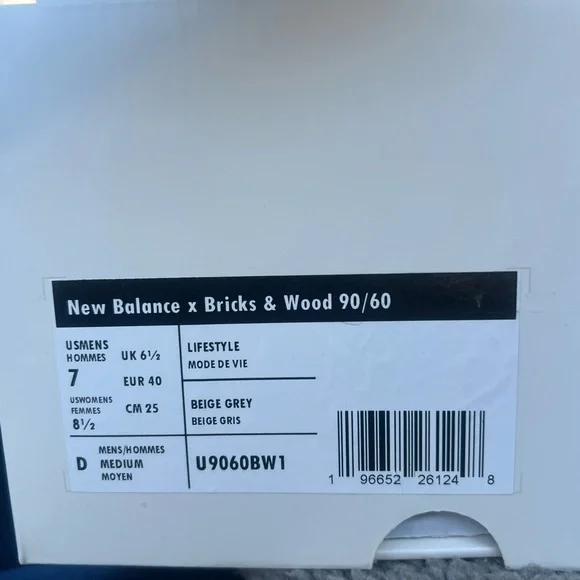 New Balance x Bricks & Wood 90/60
USMENS
HOMMES
7
UK 6½
EUR 40
CM 25
USWOMENS
FEMMES
8½
LIFESTYLE
MODE DE VIE
BEIGE GREY
BEIGE GRIS
D
MENS/HOMMES
MEDIUM
MOYEN
U9060BW1
1 96652 26124 8